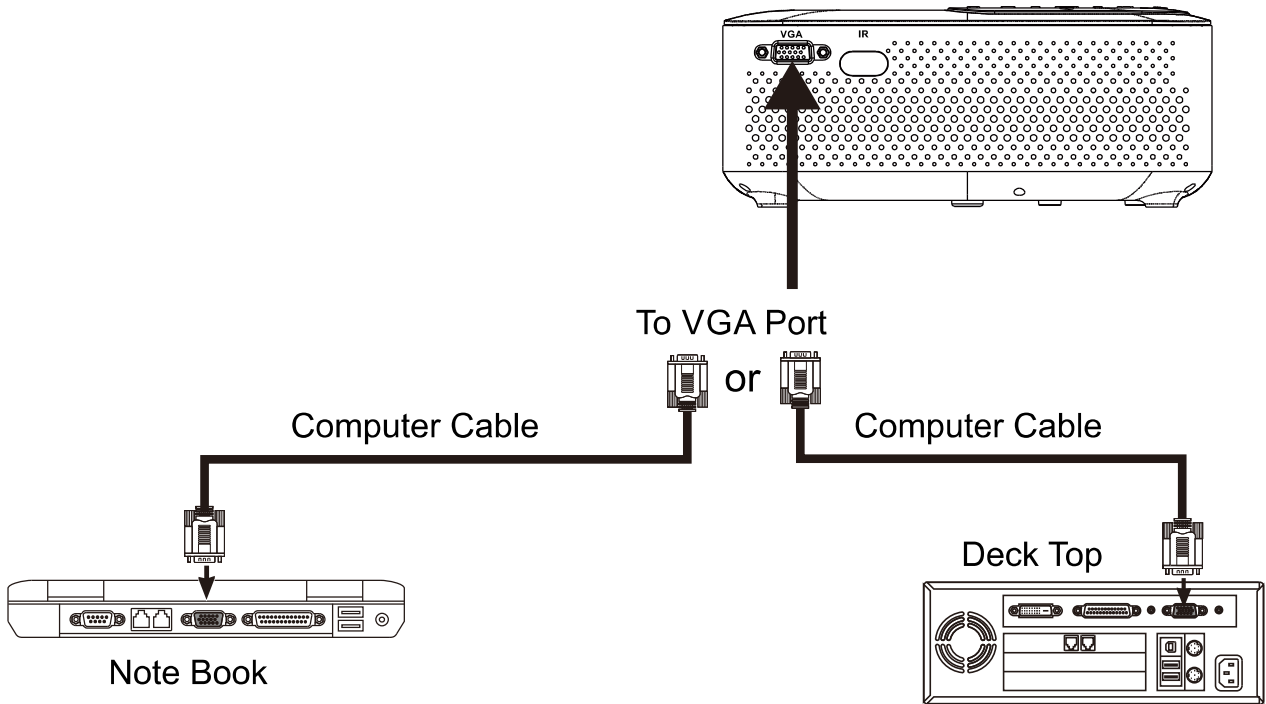 VGA IR
To VGA Port
or
Computer Cable Computer Cable
Deck Top
Note Book